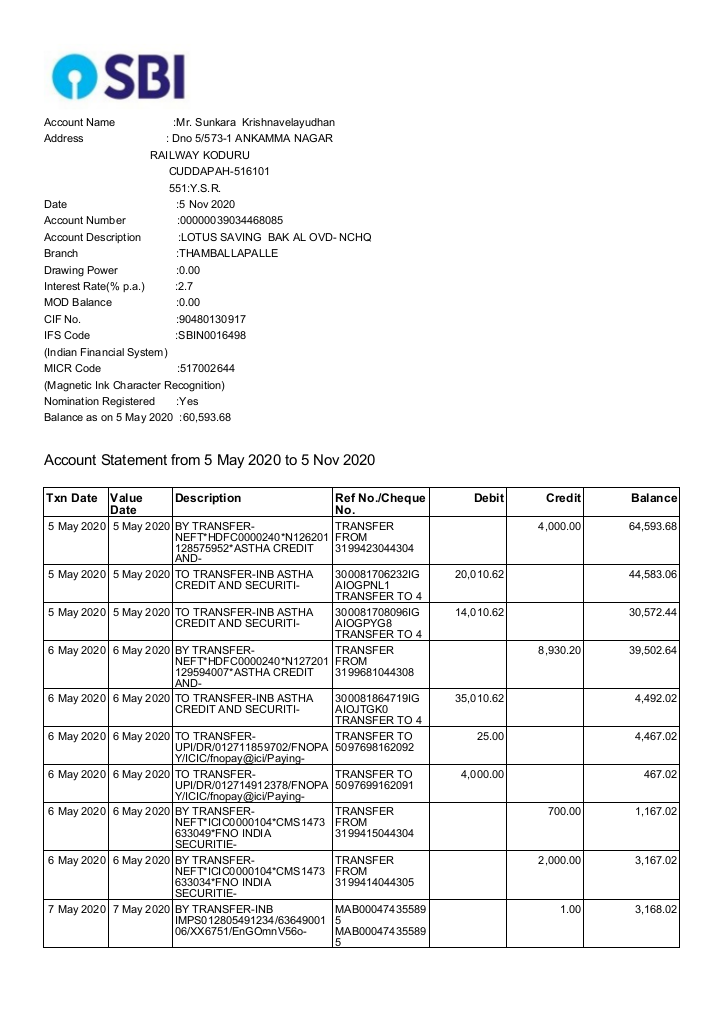 SBI
Account Name :Mr. Sunkara Krishnavelayudhan
Address : Dno 5/573-1 ANKAMMA NAGAR
RAILWAY KODURU
CUDDAPAH-516101
551:Y.S.R.
Date :5 Nov 2020
Account Number :00000039034468085
Account Description :LOTUS SAVING BAK AL OVD- NCHQ
Branch :THAMBALLAPALLE
Drawing Power :0.00
Interest Rate(% p.a.) :2.7
MOD Balance :0.00
CIF No. :90480130917
IFS Code :SBIN0016498
(Indian Financial System)
MICR Code :517002644
(Magnetic Ink Character Recognition)
Nomination Registered :Yes
Balance as on 5 May 2020 :60,593.68
Account Statement from 5 May 2020 to 5 Nov 2020
Txn Date Value Description Ref No./Cheque Debit Credit Balance
Date No.
5 May 2020 5 May 2020 BY TRANSFER- TRANSFER 4,000.00 64,593.68
NEFT*HDFC0000240*N126201 FROM
128575952*ASTHA CREDIT 3199423044304
AND-
5 May 2020 5 May 2020 TO TRANSFER-INB ASTHA 300081706232IG 20,010.62 44,583.06
CREDIT AND SECURITI- AIOGPNL1
TRANSFER TO 4
5 May 2020 5 May 2020 TO TRANSFER-INB ASTHA 300081708096IG 14,010.62 30,572.44
CREDIT AND SECURITI- AIOGPYG8
TRANSFER TO 4
6 May 2020 6 May 2020 BY TRANSFER- TRANSFER 8,930.20 39,502.64
NEFT*HDFC0000240*N127201 FROM
129594007*ASTHA CREDIT 3199681044308
AND-
6 May 2020 6 May 2020 TO TRANSFER-INB ASTHA 300081864719IG 35,010.62 4,492.02
CREDIT AND SECURITI- AIOJTGK0
TRANSFER TO 4
6 May 2020 6 May 2020 TO TRANSFER- TRANSFER TO 25.00 4,467.02
UPI/DR/012711859702/FNOPA 5097698162092
Y/ICIC/fnopay@ici/Paying-
6 May 2020 6 May 2020 TO TRANSFER- TRANSFER TO 4,000.00 467.02
UPI/DR/012714912378/FNOPA 5097699162091
Y/ICIC/fnopay@ici/Paying-
6 May 2020 6 May 2020 BY TRANSFER- TRANSFER 700.00 1,167.02
NEFT*ICIC0000104*CMS1473 FROM
633049*FNO INDIA 3199415044304
SECURITIE-
6 May 2020 6 May 2020 BY TRANSFER- TRANSFER 2,000.00 3,167.02
NEFT*ICIC0000104*CMS1473 FROM
633034*FNO INDIA 3199414044305
SECURITIE-
7 May 2020 7 May 2020 BY TRANSFER-INB MAB00047435589 1.00 3,168.02
IMPS012805491234/63649001 5
06/XX6751/EnGOmnV56o- MAB00047435589
5